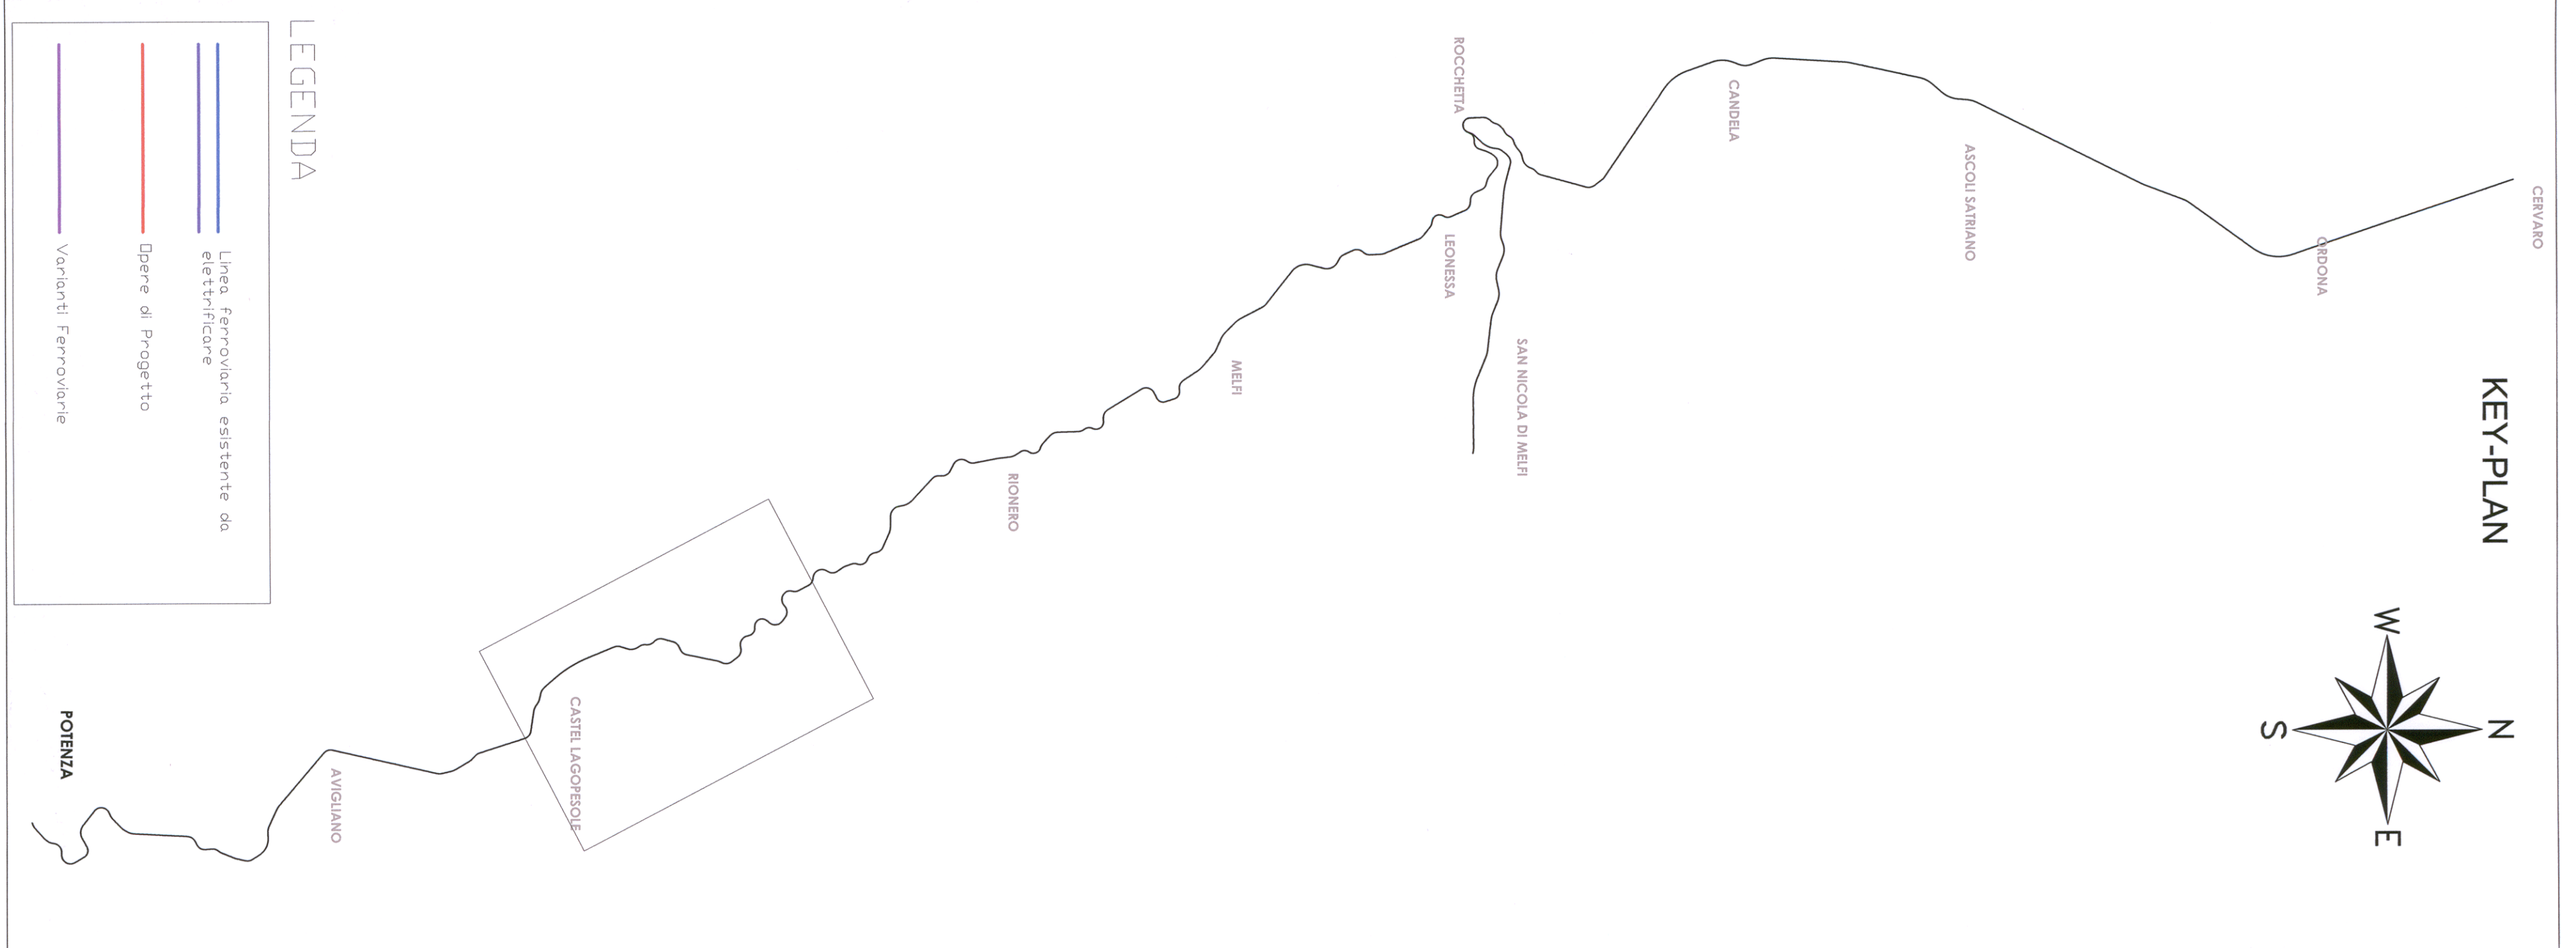 KEY-PLAN
N
W
E
S
CERVARO
ORDONA
ASCOLI SATRIANO
CANDELA
ROCCHETTA
SAN NICOLA DI MELFI
LEONESSA
MELFI
RIONERO
CASTEL LAGOPESOLE
AVIGLIANO
POTENZA
LEGENDA
Linea ferroviaria esistente da
elettrificare
Opere di Progetto
Varianti Ferroviarie